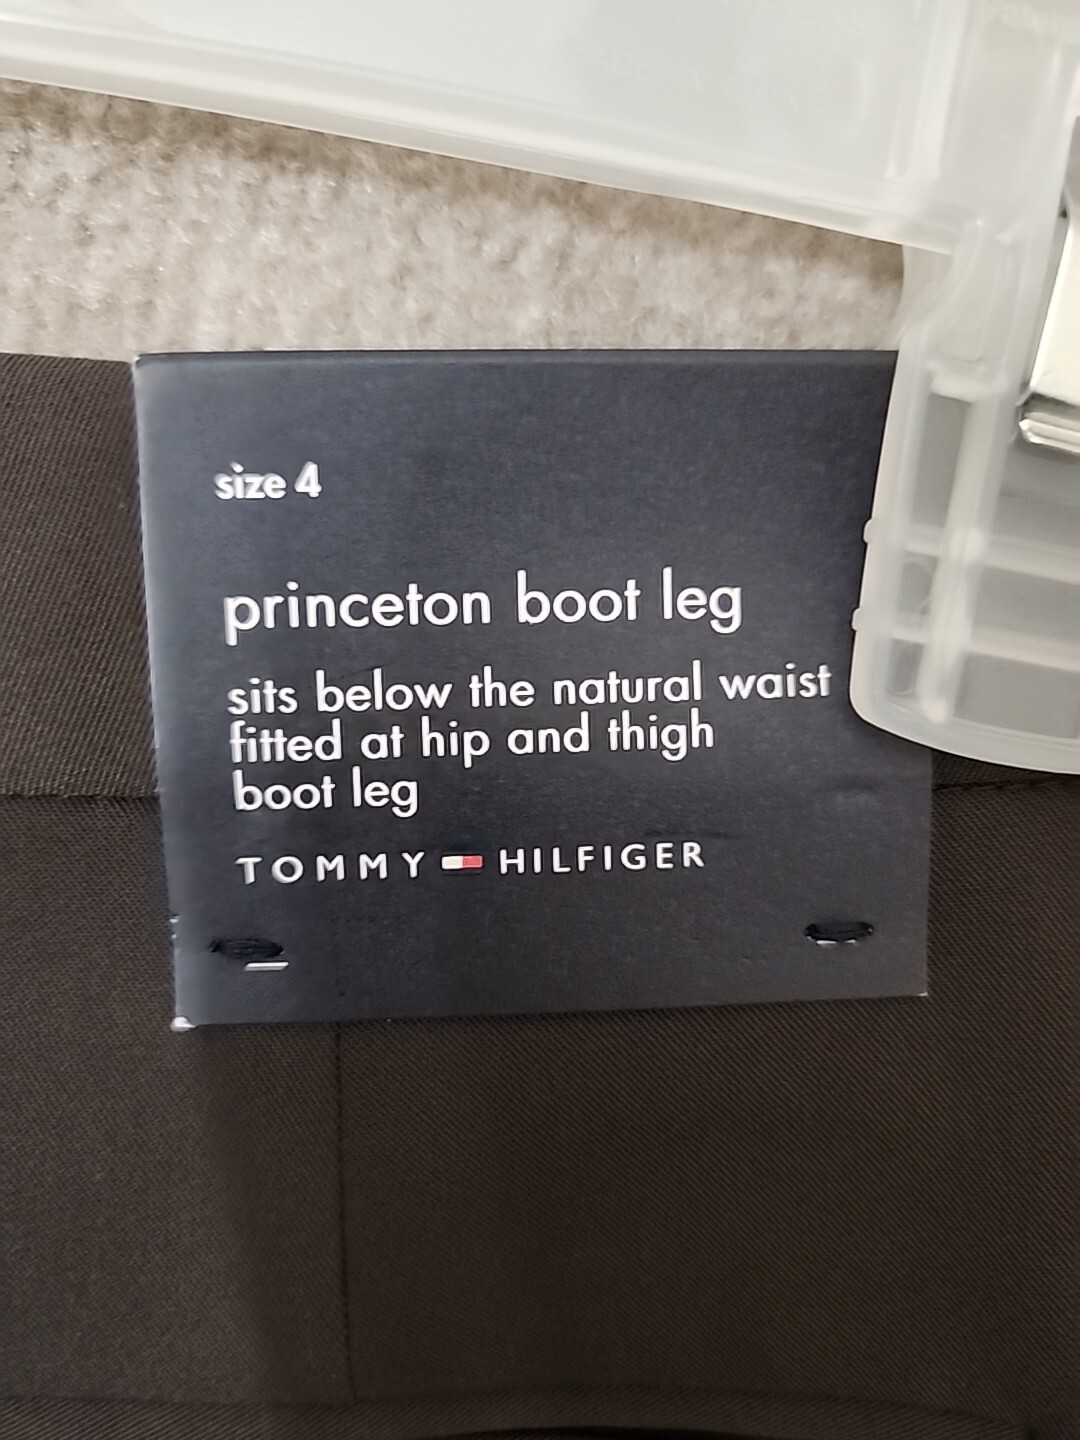 size 4
princeton boot leg
sits below the natural waist
fitted at hip and thigh
boot leg
TOMMY HILFIGER